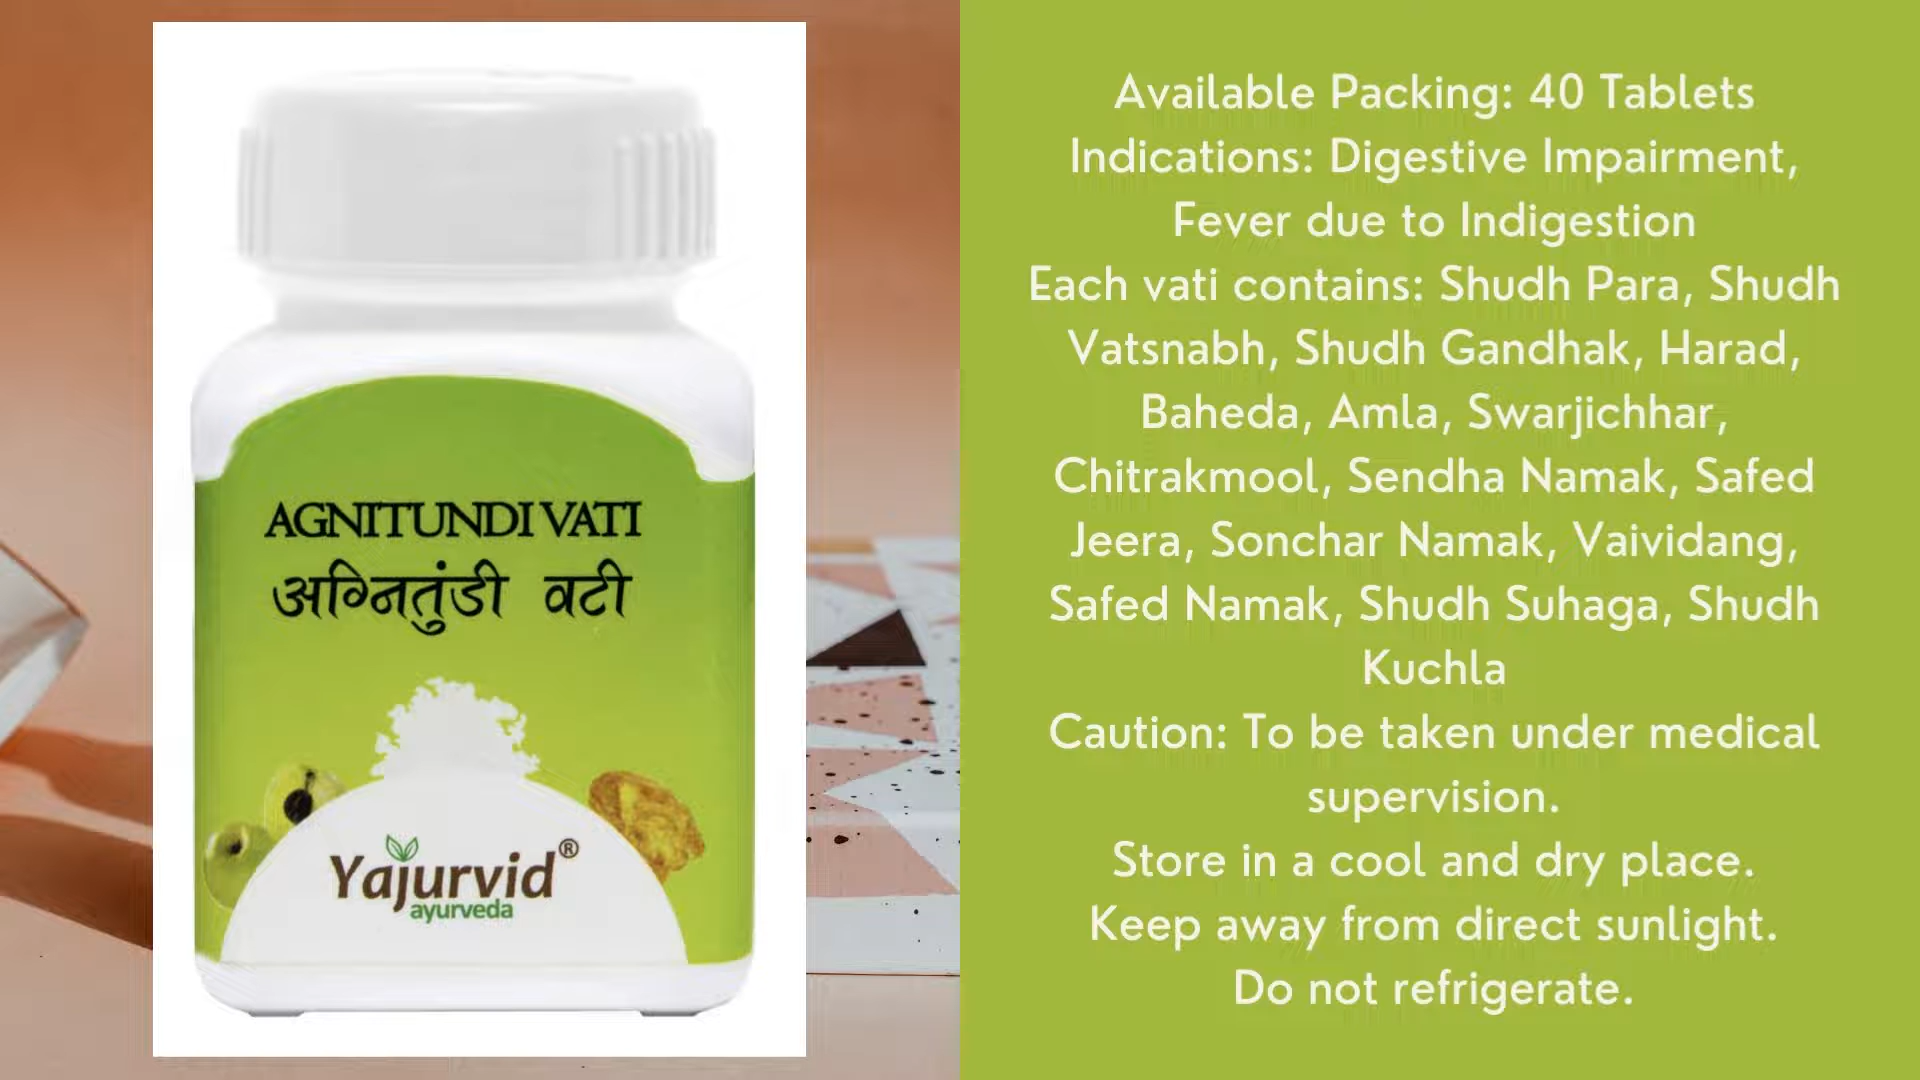 AGNITUNDI VATI
अग्नितुंडी वटी
Yajurvid®
ayurveda
Available Packing: 40 Tablets
Indications: Digestive Impairment,
Fever due to Indigestion
Each vati contains: Shudh Para, Shudh
Vatsnabh, Shudh Gandhak, Harad,
Baheda, Amla, Swarjichhar,
Chitrakmool, Sendha Namak, Safed
Jeera, Sonchar Namak, Vaividang,
Safed Namak, Shudh Suhaga, Shudh
Kuchla
Caution: To be taken under medical
supervision.
Store in a cool and dry place.
Keep away from direct sunlight.
Do not refrigerate.